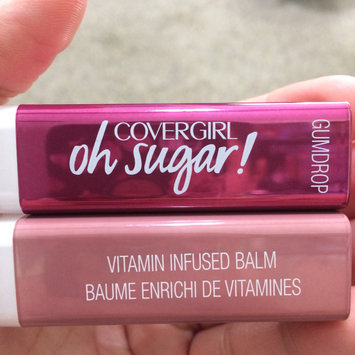 COVERGIRL
oh sugar!
GUMDROP
VITAMIN INFUSED BALM
BAUME ENRICHI DE VITAMINES